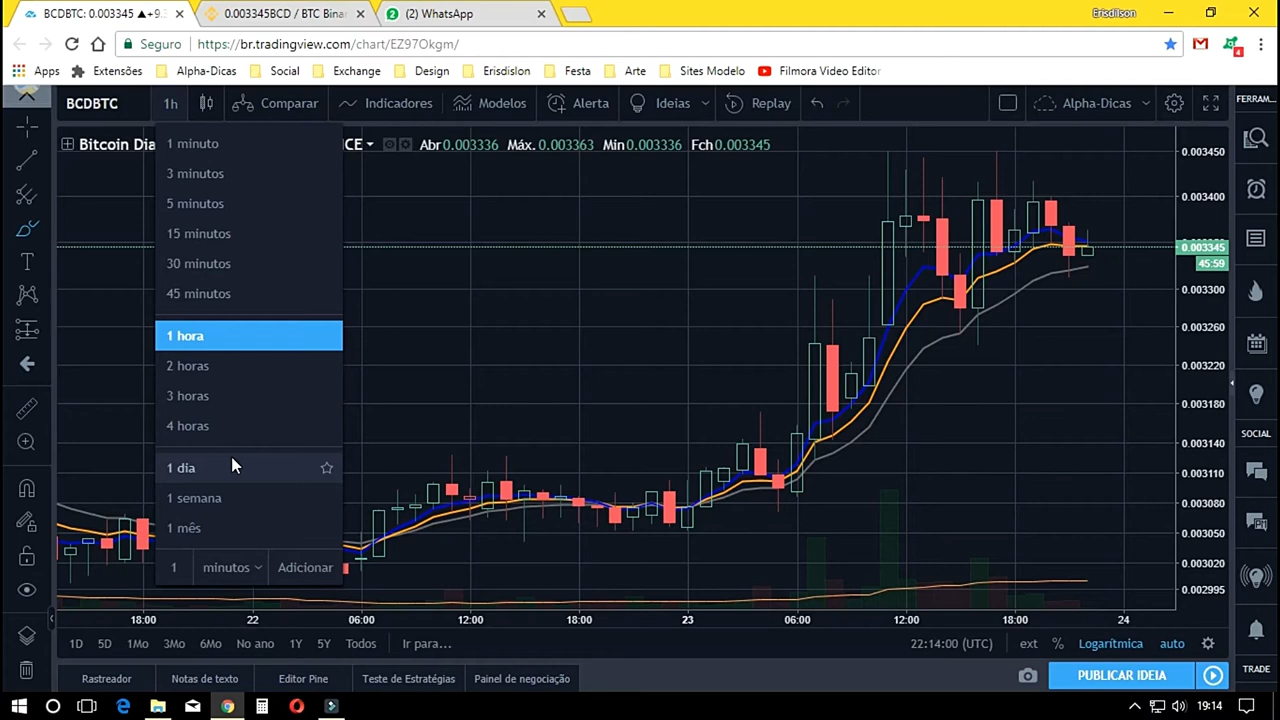 BCDBTC: 0.003345 ▲+9.
0.003345BCD / BTC Binan
(2) WhatsApp
Erisdilson
Seguro
https://br.tradingview.com/chart/EZ97Okgm/
4
Apps
Extensões
Alpha-Dicas
Social
Exchange
Design
Erisdislon
Festa
Arte
Sites Modelo
Filmora Video Editor
BCDBTC
1h
Comparar
Indicadores
Modelos
Alerta
Ideias
Replay
Alpha-Dicas
FERRAM...
Bitcoin Dia
CE
Abr 0.003336 Máx. 0.003363 Min 0.003336 Fch 0.003345
1 minuto
3 minutos
5 minutos
15 minutos
30 minutos
45 minutos
1 hora
2 horas
3 horas
4 horas
1 dia
1 semana
1 mês
1 minutos Adicionar
0.003450
0.003400
0.003345
45:59
0.003300
0.003260
0.003220
0.003180
0.003140
0.003110
0.003080
0.003050
0.003020
0.002995
18:00
22
06:00
12:00
18:00
23
06:00
12:00
18:00
24
SOCIAL
1D 5D 1Mo 3Mo 6Mo No ano 1Y 5Y Todos Ir para...
22:14:00 (UTC)
ext % Logarítmica auto
Rastreador
Notas de texto
Editor Pine
Teste de Estratégias
Painel de negociação
PUBLICAR IDEIA
TRADE
19:14